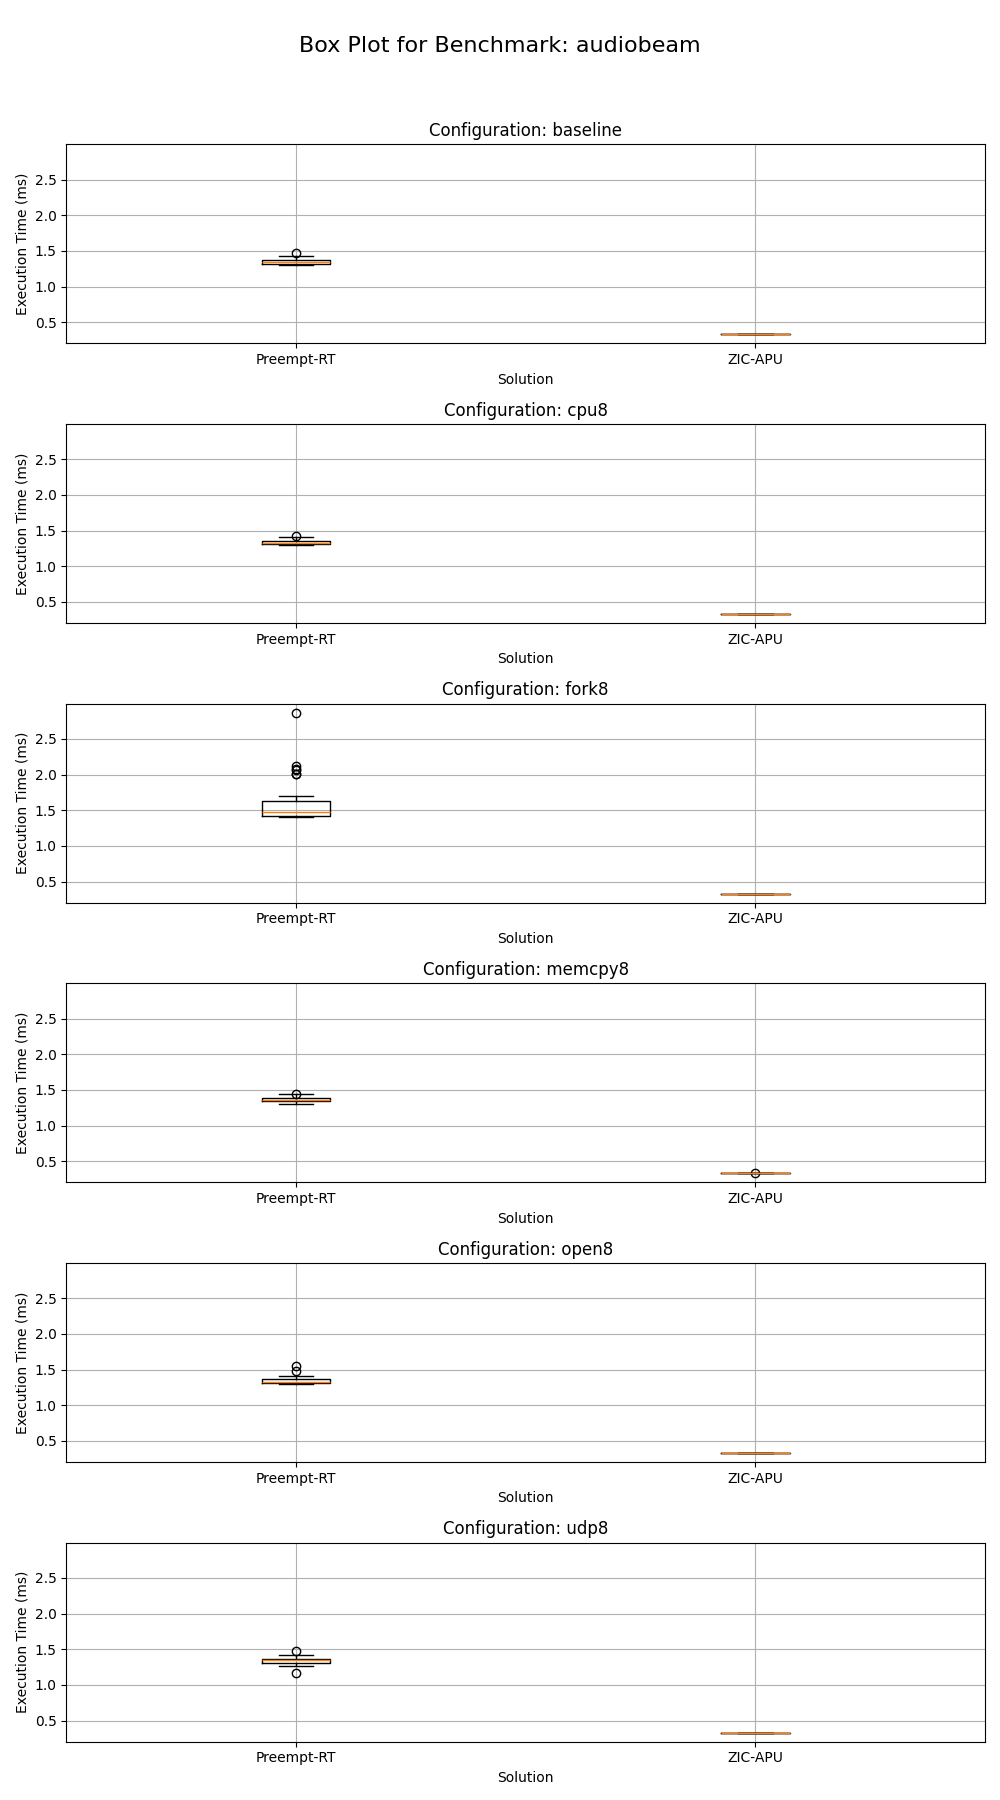 Box Plot for Benchmark: audiobeam
Configuration: baseline
Execution Time (ms)
2.5
2.0
1.5
1.0
0.5
Preempt-RT ZIC-APU
Solution
Configuration: cpu8
Execution Time (ms)
2.5
2.0
1.5
1.0
0.5
Preempt-RT ZIC-APU
Solution
Configuration: fork8
Execution Time (ms)
2.5
2.0
1.5
1.0
0.5
Preempt-RT ZIC-APU
Solution
Configuration: memcpy8
Execution Time (ms)
2.5
2.0
1.5
1.0
0.5
Preempt-RT ZIC-APU
Solution
Configuration: open8
Execution Time (ms)
2.5
2.0
1.5
1.0
0.5
Preempt-RT ZIC-APU
Solution
Configuration: udp8
Execution Time (ms)
2.5
2.0
1.5
1.0
0.5
Preempt-RT ZIC-APU
Solution